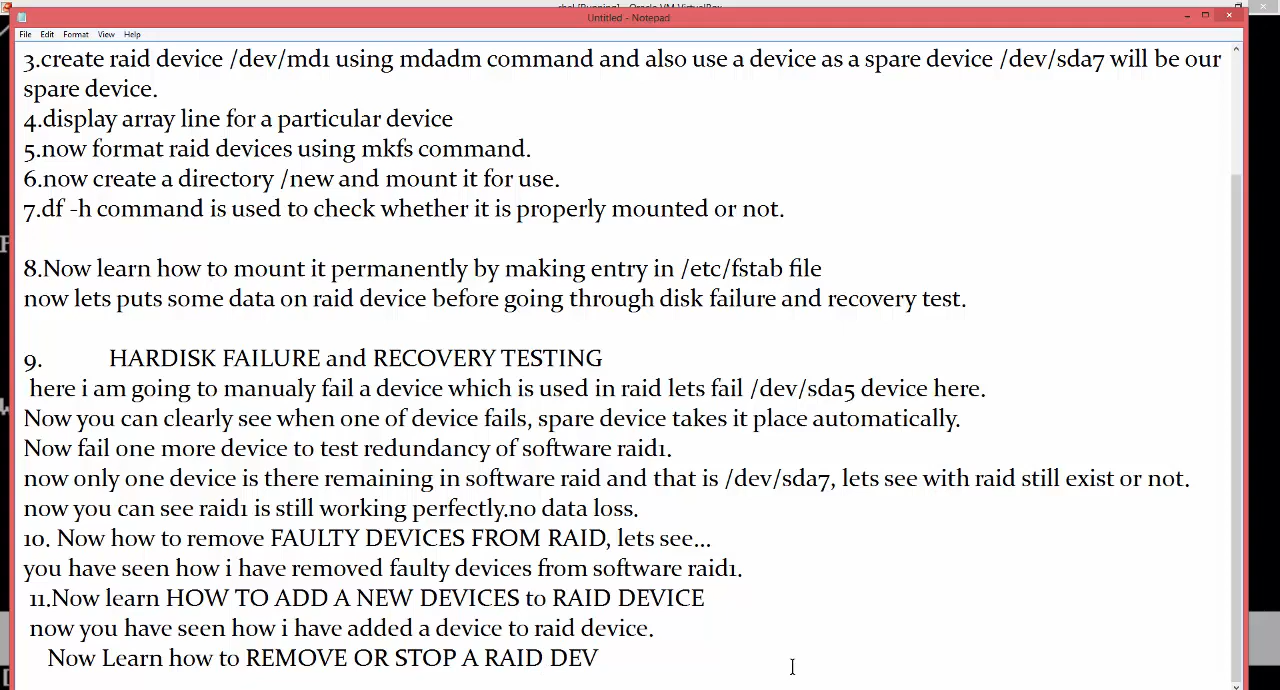 Untitled - Notepad
File Edit Format View Help
3.create raid device /dev/md1 using mdadm command and also use a device as a spare device /dev/sda7 will be our
spare device.
4.display array line for a particular device
5.now format raid devices using mkfs command.
6.now create a directory /new and mount it for use.
7.df -h command is used to check whether it is properly mounted or not.
8.Now learn how to mount it permanently by making entry in /etc/fstab file
now lets puts some data on raid device before going through disk failure and recovery test.
9. HARDISK FAILURE and RECOVERY TESTING
here i am going to manualy fail a device which is used in raid lets fail /dev/sda5 device here.
Now you can clearly see when one of device fails, spare device takes it place automatically.
Now fail one more device to test redundancy of software raid1.
now only one device is there remaining in software raid and that is /dev/sda7, lets see with raid still exist or not.
now you can see raid1 is still working perfectly.no data loss.
10. Now how to remove FAULTY DEVICES FROM RAID, lets see...
you have seen how i have removed faulty devices from software raid1.
11.Now learn HOW TO ADD A NEW DEVICES to RAID DEVICE
now you have seen how i have added a device to raid device.
Now Learn how to REMOVE OR STOP A RAID DEV